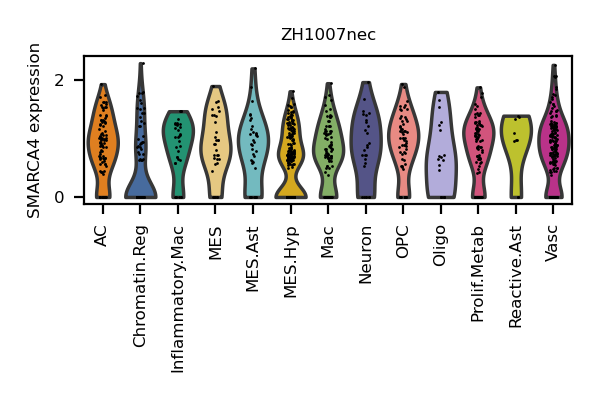 ZH1007nec
SMARCA4 expression
2
0
AC
Chromatin.Reg
Inflammatory.Mac
MES
MES.Ast
MES.Hyp
Mac
Neuron
OPC
Oligo
Prolif.Metab
Reactive.Ast
Vasc